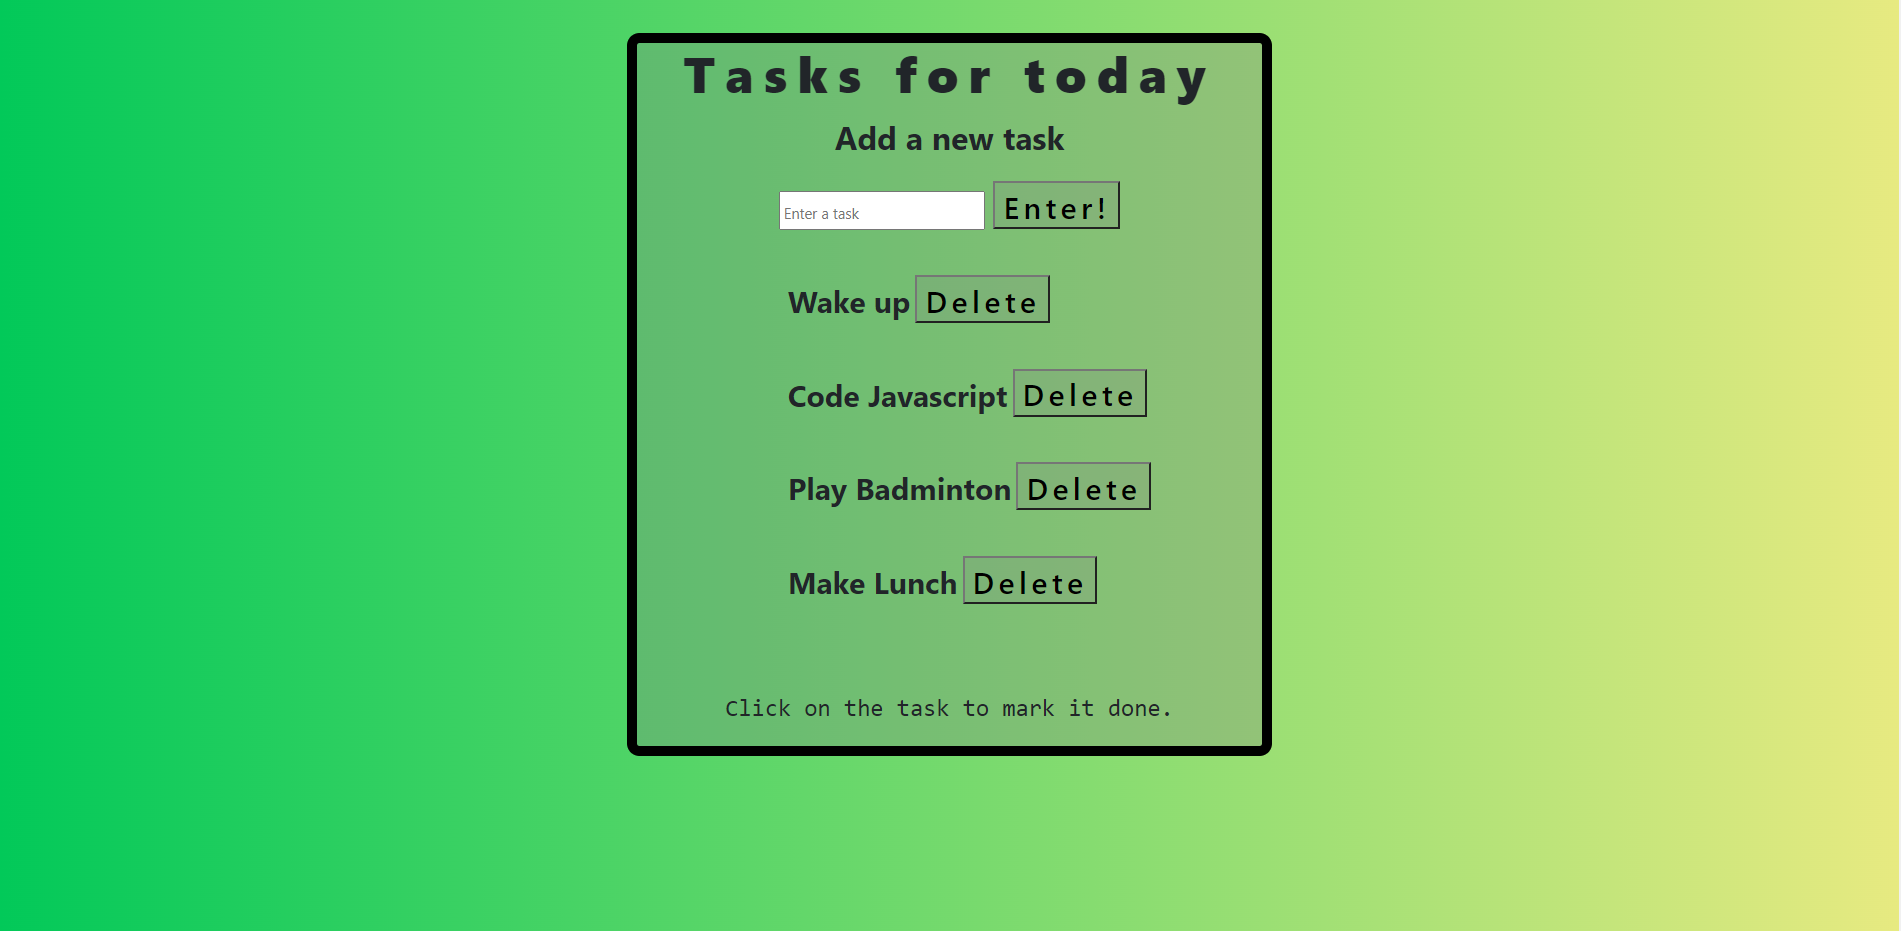 Tasks for today
Add a new task
Enter a task Enter!
Wake up Delete
Code Javascript Delete
Play Badminton Delete
Make Lunch Delete
Click on the task to mark it done.